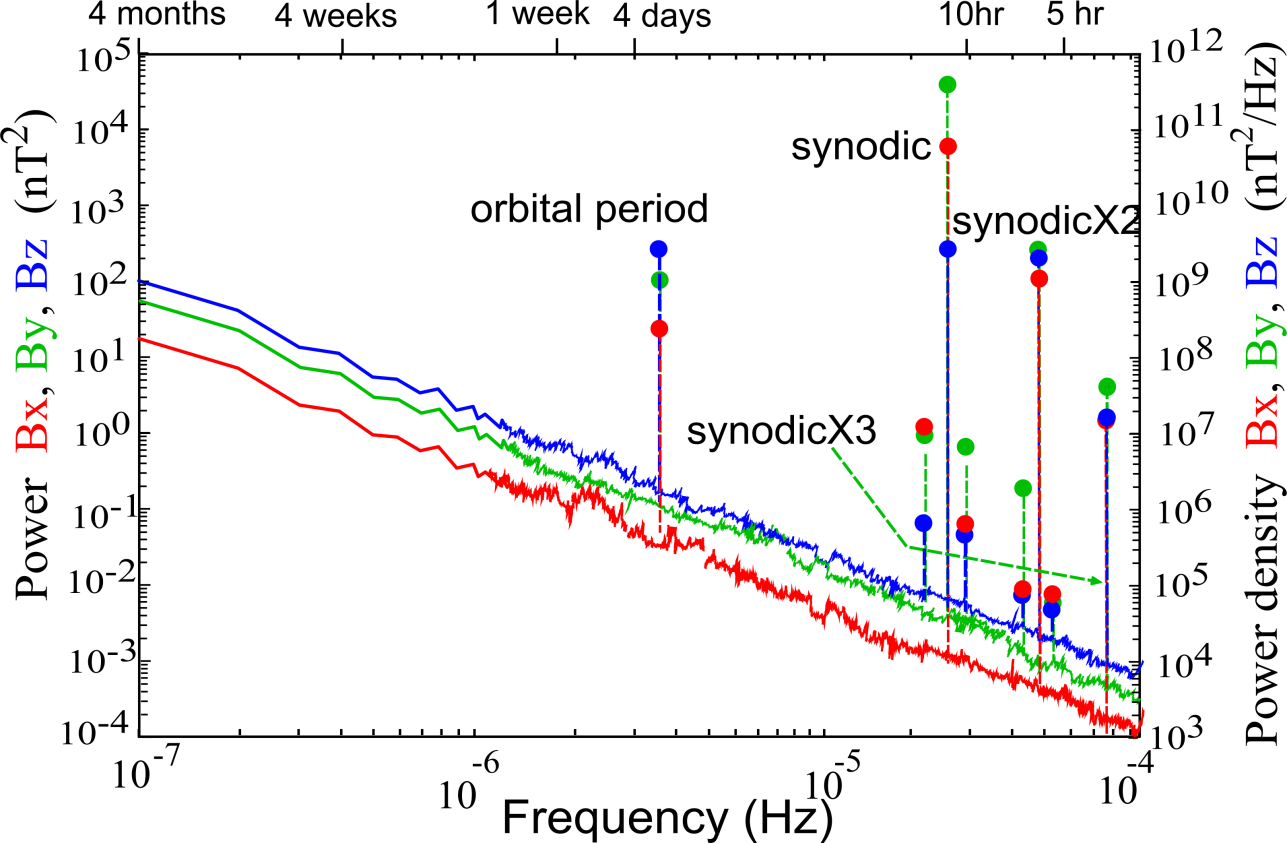 4 months 4 weeks 1 week 4 days 10hr 5 hr
10^5 10^12
10^4 10^11
synodic
10^3 10^10
orbital period synodicX2
10^2 10^9
10^1 10^8
10^0 synodicX3 10^7
10^-1 10^6
10^-2 10^5
10^-3 10^4
10^-4 10^3
10^-7 10^-6 10^-5 10^-4
Frequency (Hz)
Power Bx, By, Bz (nT^2)
Power density Bx, By, Bz (nT^2/Hz)